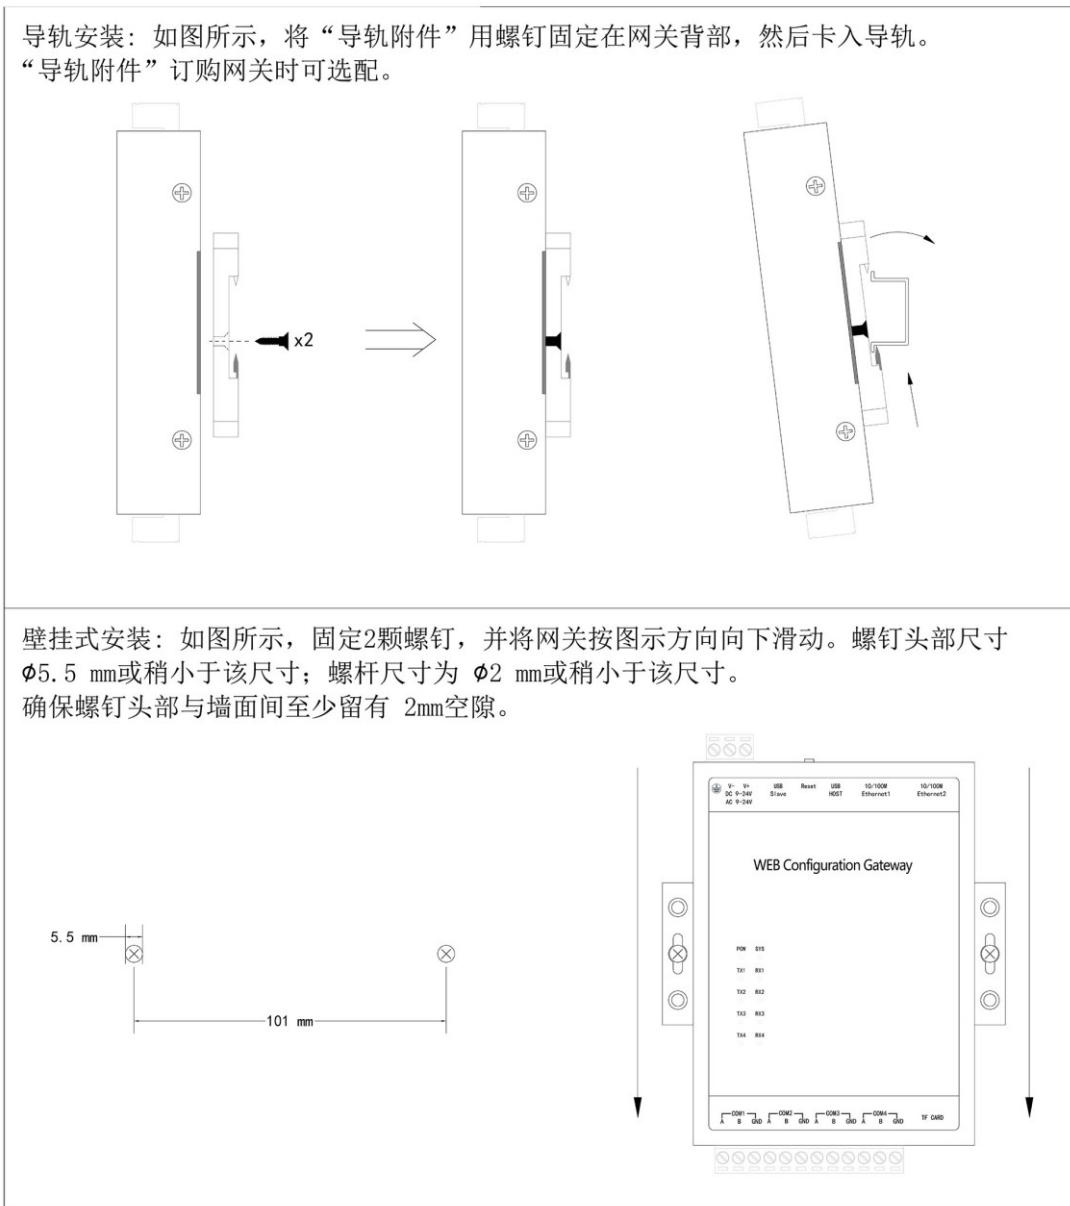 导轨安装: 如图所示，将“导轨附件”用螺钉固定在网关背部，然后卡入导轨。
“导轨附件”订购网关时可选配。
x2
壁挂式安装: 如图所示，固定2颗螺钉，并将网关按图示方向向下滑动。螺钉头部尺寸
Ø5.5 mm或稍小于该尺寸；螺杆尺寸为 Ø2 mm或稍小于该尺寸。
确保螺钉头部与墙面间至少留有 2mm空隙。
5.5 mm
101 mm
V- V+ USB Reset USB 10/100M 10/100M
DC 9-24V Slave HOST Ethernet1 Ethernet2
AC 9-24V
WEB Configuration Gateway
POW SYS
TX1 RX1
TX2 RX2
TX3 RX3
TX4 RX4
COM1 COM2 COM3 COM4 TF CARD
A B GND A B GND A B GND A B GND